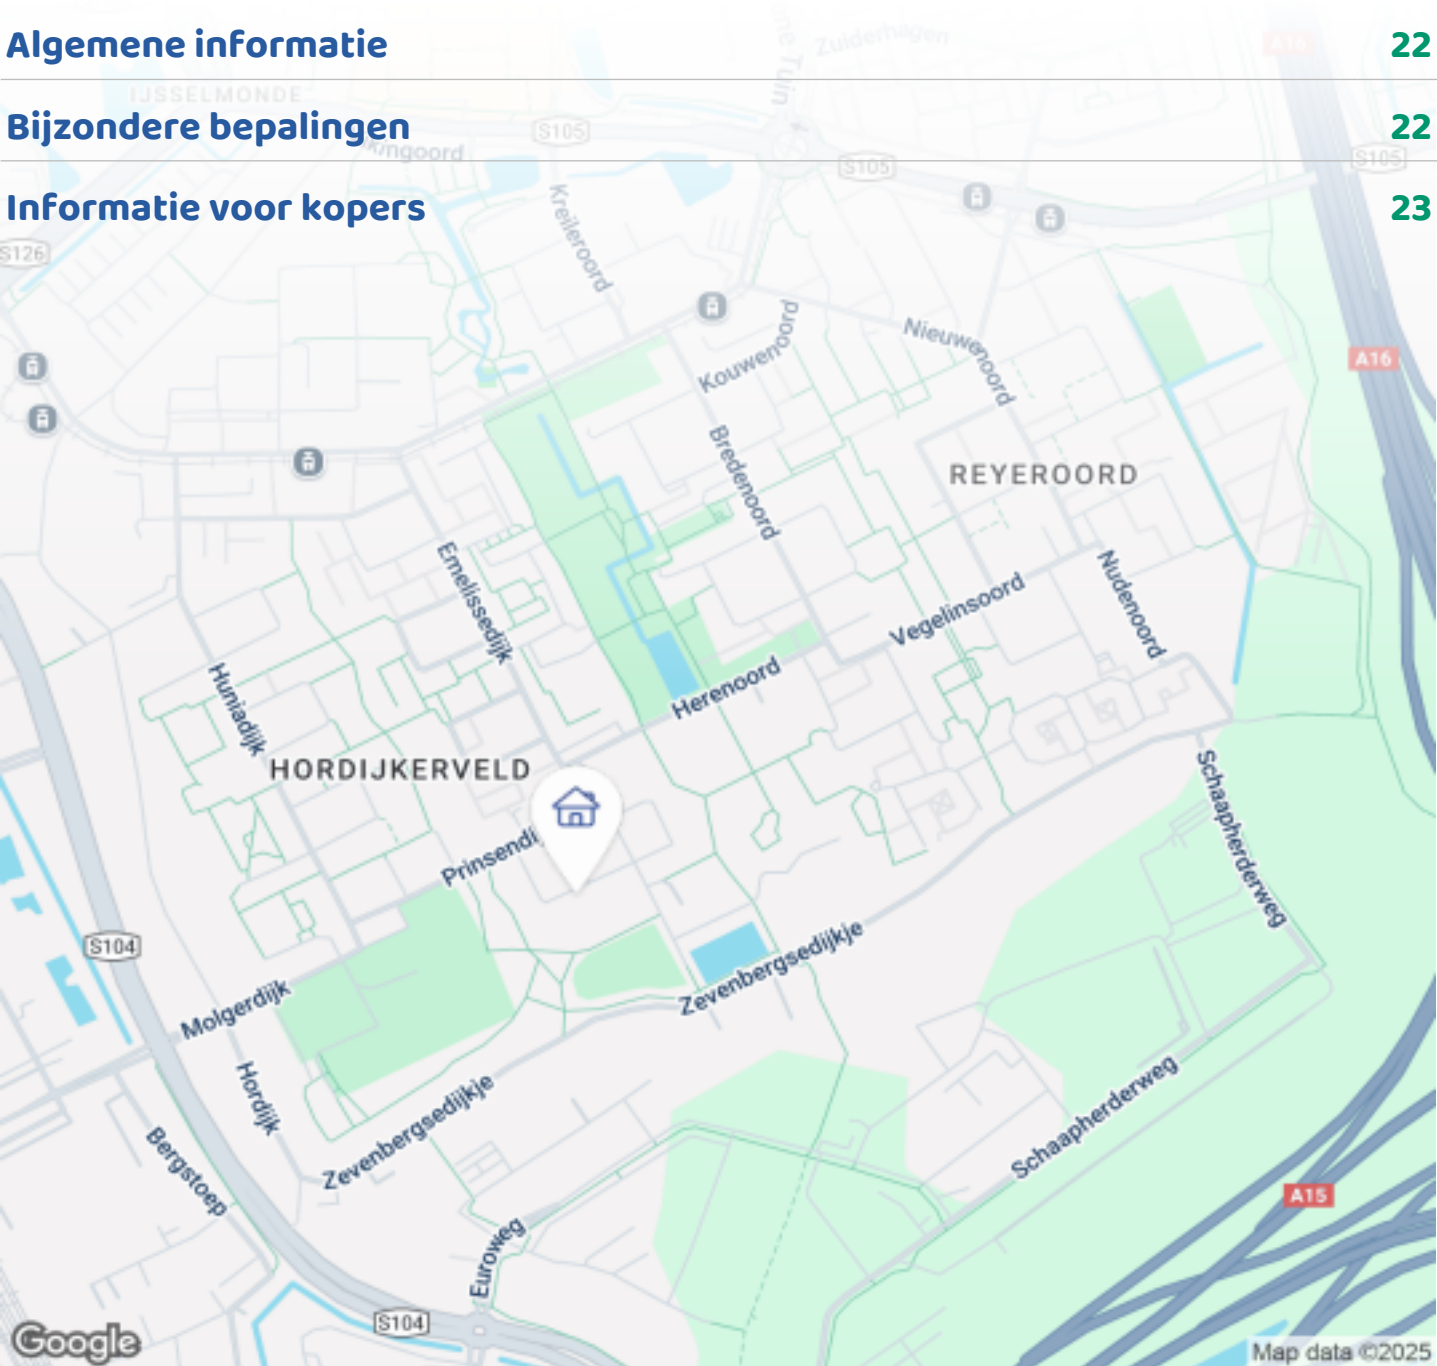 Algemene informatie 22
Zuiderhagen
A16
IJSSELMONDE
Bijzondere bepalingen 22
S105
S105
S105
Informatie voor kopers 23
Kreileroord
S126
Kouwenoord
Nieuwenoord
A16
Bredenoord
REYEROORD
Emelissedijk
Vegelinsoord
Nudenoord
Huniadijk
Herenoord
HORDIJKERVELD
Schaapherderweg
S104
Zevenbergsedijkje
Molgerdijk
Hordijk
Zevenbergsedijkje
Schaapherderweg
Bergstoep
A15
Euroweg
S104
Google
Map data ©2025